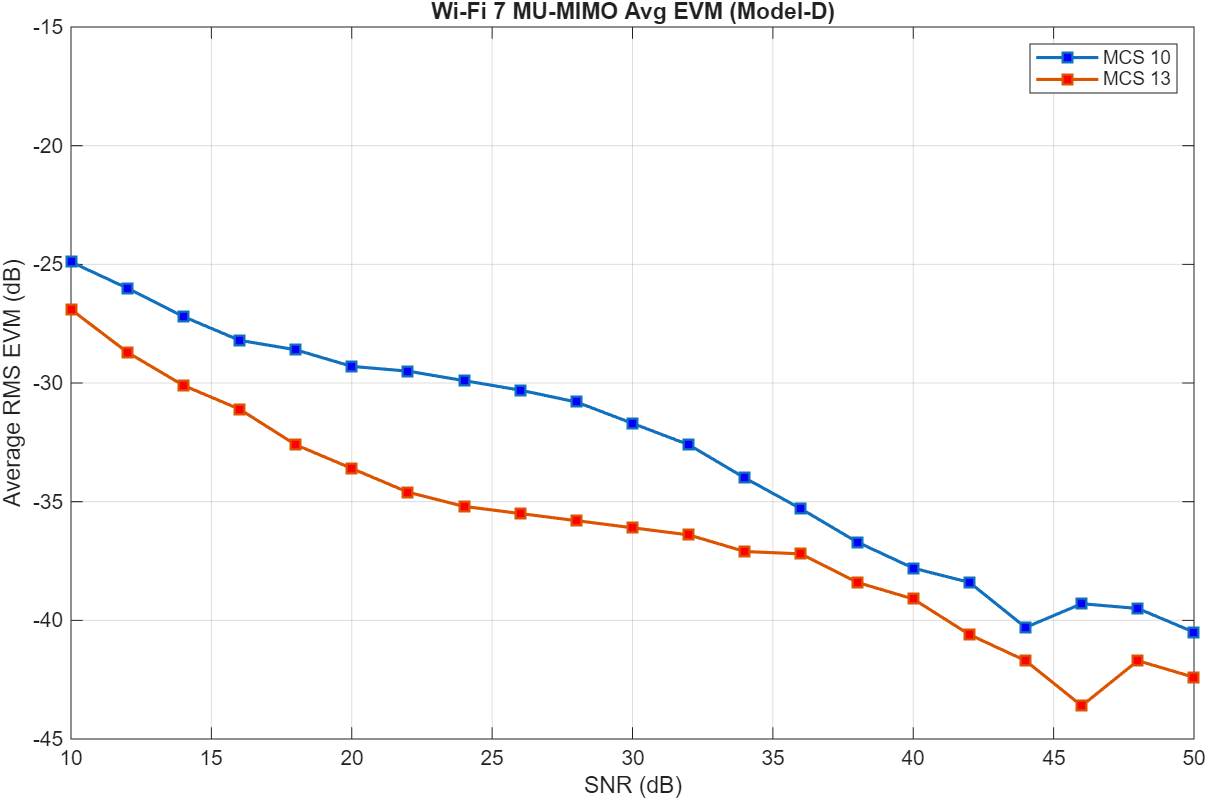 Wi-Fi 7 MU-MIMO Avg EVM (Model-D)
-15
-20
-25
-30
-35
-40
-45
Average RMS EVM (dB)
MCS 10
MCS 13
10 15 20 25 30 35 40 45 50
SNR (dB)